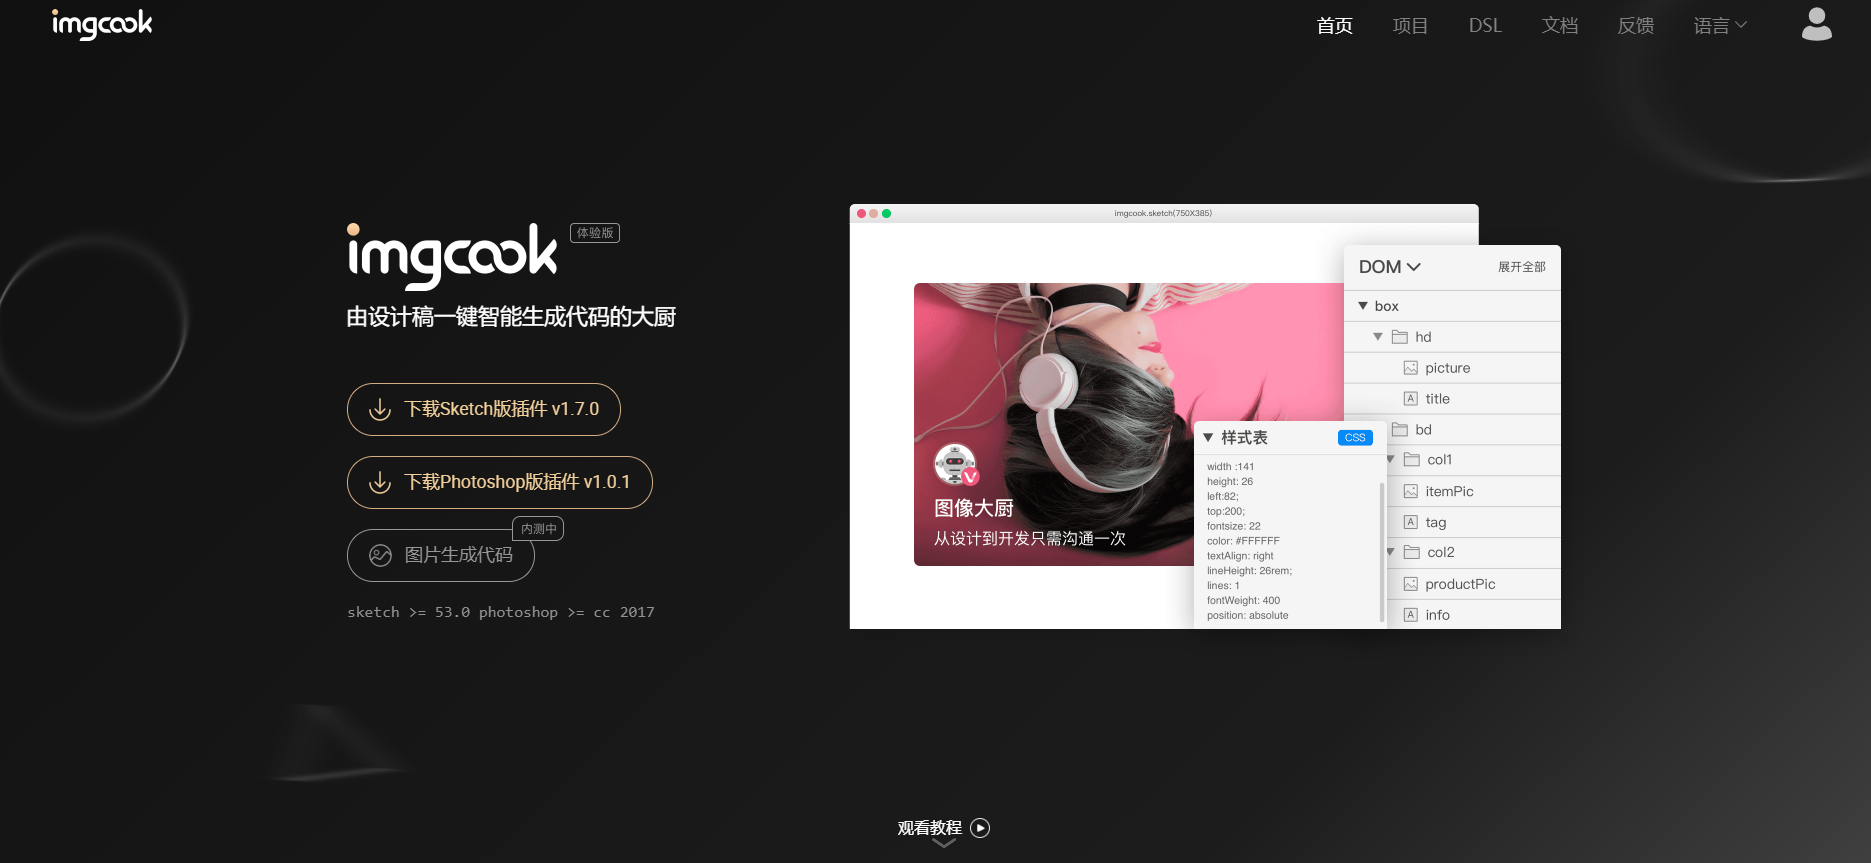 imgcook
首页 项目 DSL 文档 反馈 语言
imgcook 体验版
由设计稿一键智能生成代码的大厨
下载Sketch版插件 v1.7.0
下载Photoshop版插件 v1.0.1
内测中
图片生成代码
sketch >= 53.0 photoshop >= cc 2017
imgcook.sketch(750X385)
图像大厨
从设计到开发只需沟通一次
样式表 CSS
width :141
height: 26
left:82;
top:200;
fontsize: 22
color: #FFFFFF
textAlign: right
lineHeight: 26rem;
lines: 1
fontWeight: 400
position: absolute
DOM 展开全部
box
hd
picture
A title
bd
col1
itemPic
A tag
col2
productPic
A info
观看教程